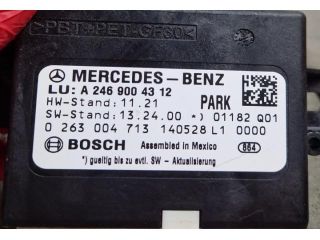 >PBT-PET-GF30<
MERCEDES-BENZ
LU: A 246 900 43 12
HW-Stand: 11.21 PARK
SW-Stand: 13.24.00 *) 01182 Q01
0 263 004 713 140528 L1 0000
BOSCH Assembled in Mexico 864
*) gueltig bis zu evtl. SW - Aktualisierung